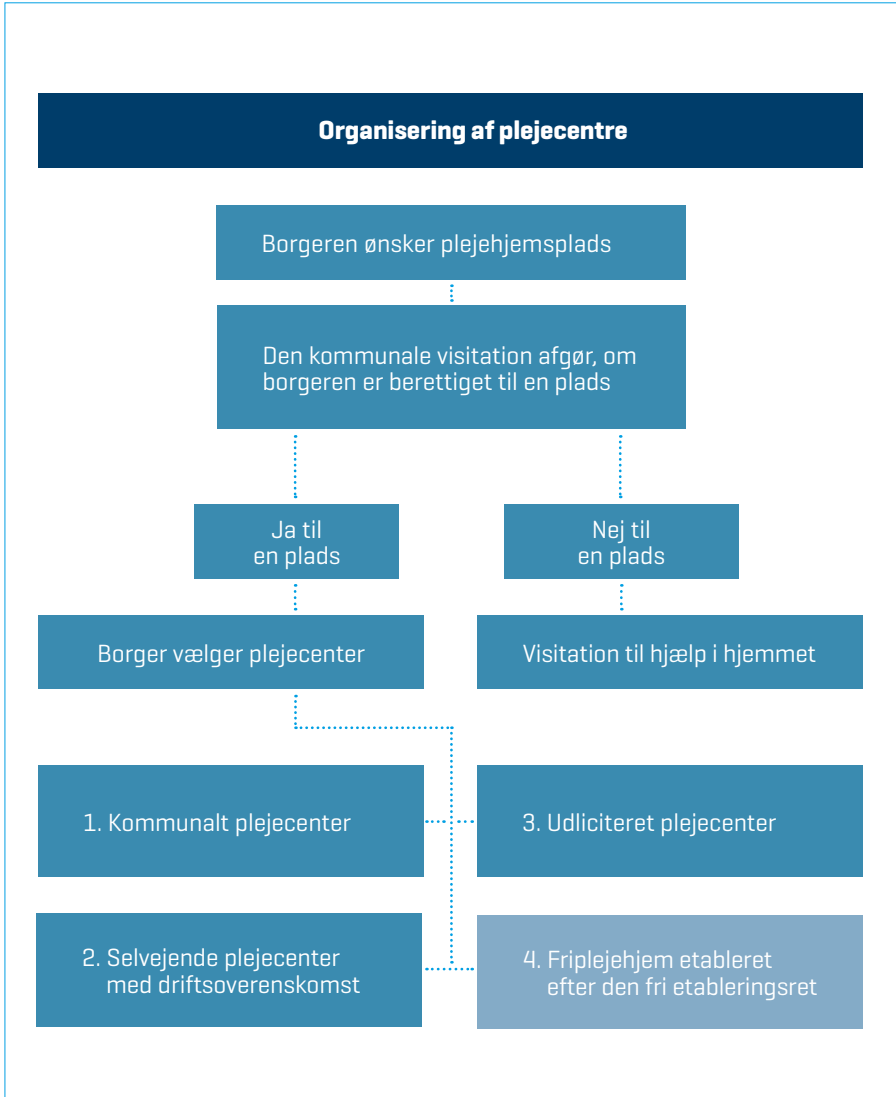 Organisering af plejecentre
Borgeren ønsker plejehjemsplads
Den kommunale visitation afgør, om
borgeren er berettiget til en plads
Ja til
en plads
Nej til
en plads
Borger vælger plejecenter
Visitation til hjælp i hjemmet
1. Kommunalt plejecenter
3. Udliciteret plejecenter
2. Selvejende plejecenter
med driftsoverenskomst
4. Friplejehjem etableret
efter den fri etableringsret